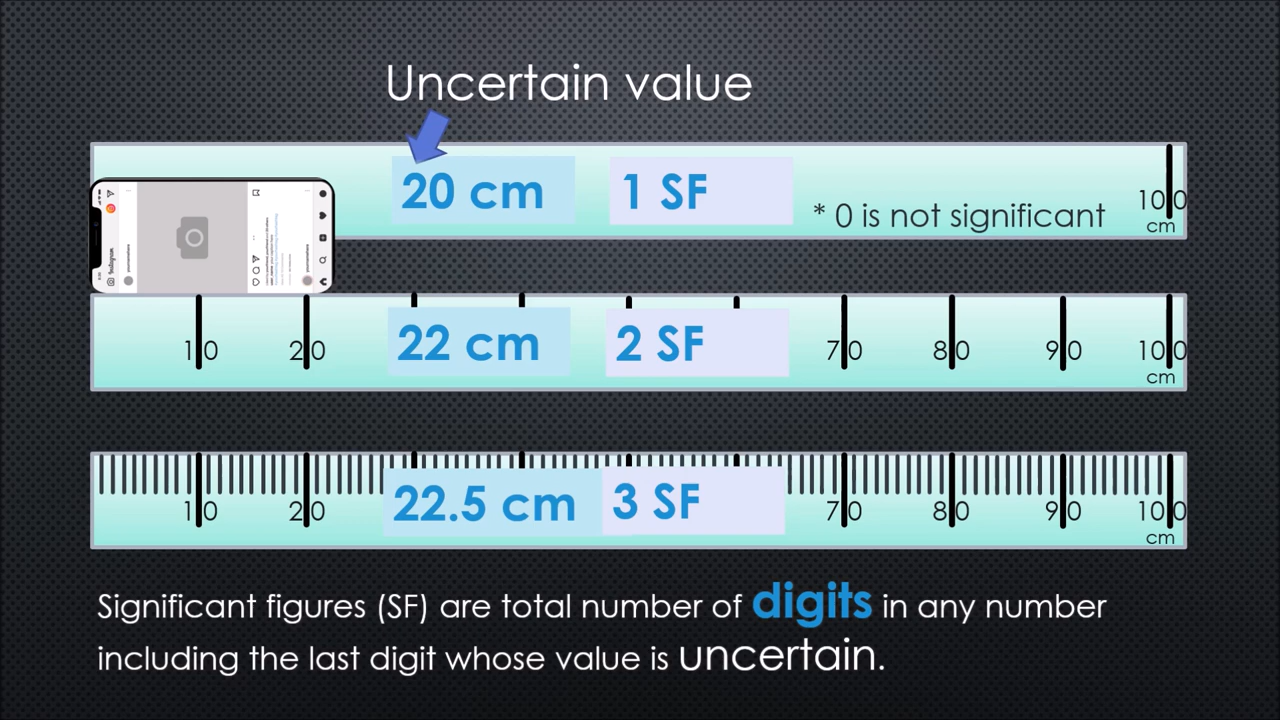 Uncertain value
20 cm 1 SF
* 0 is not significant
100
cm
Instagram
22 cm 2 SF
10 20 70 80 90 100
cm
22.5 cm 3 SF
10 20 70 80 90 100
cm
Significant figures (SF) are total number of digits in any number
including the last digit whose value is uncertain.